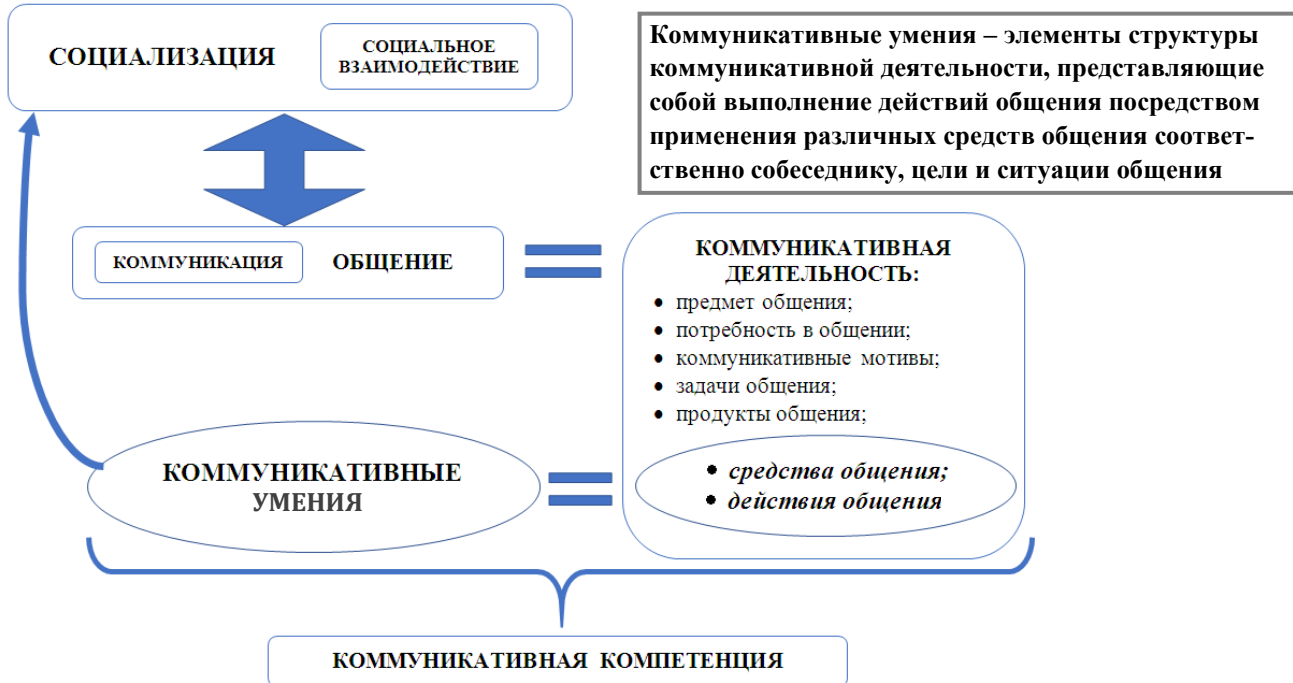 СОЦИАЛИЗАЦИЯ
СОЦИАЛЬНОЕ
ВЗАИМОДЕЙСТВИЕ
Коммуникативные умения – элементы структуры
коммуникативной деятельности, представляющие
собой выполнение действий общения посредством
применения различных средств общения соответ-
ственно собеседнику, цели и ситуации общения
КОММУНИКАЦИЯ
ОБЩЕНИЕ
КОММУНИКАТИВНАЯ
ДЕЯТЕЛЬНОСТЬ:
• предмет общения;
• потребность в общении;
• коммуникативные мотивы;
• задачи общения;
• продукты общения;
• средства общения;
• действия общения
КОММУНИКАТИВНЫЕ
УМЕНИЯ
КОММУНИКАТИВНАЯ КОМПЕТЕНЦИЯ